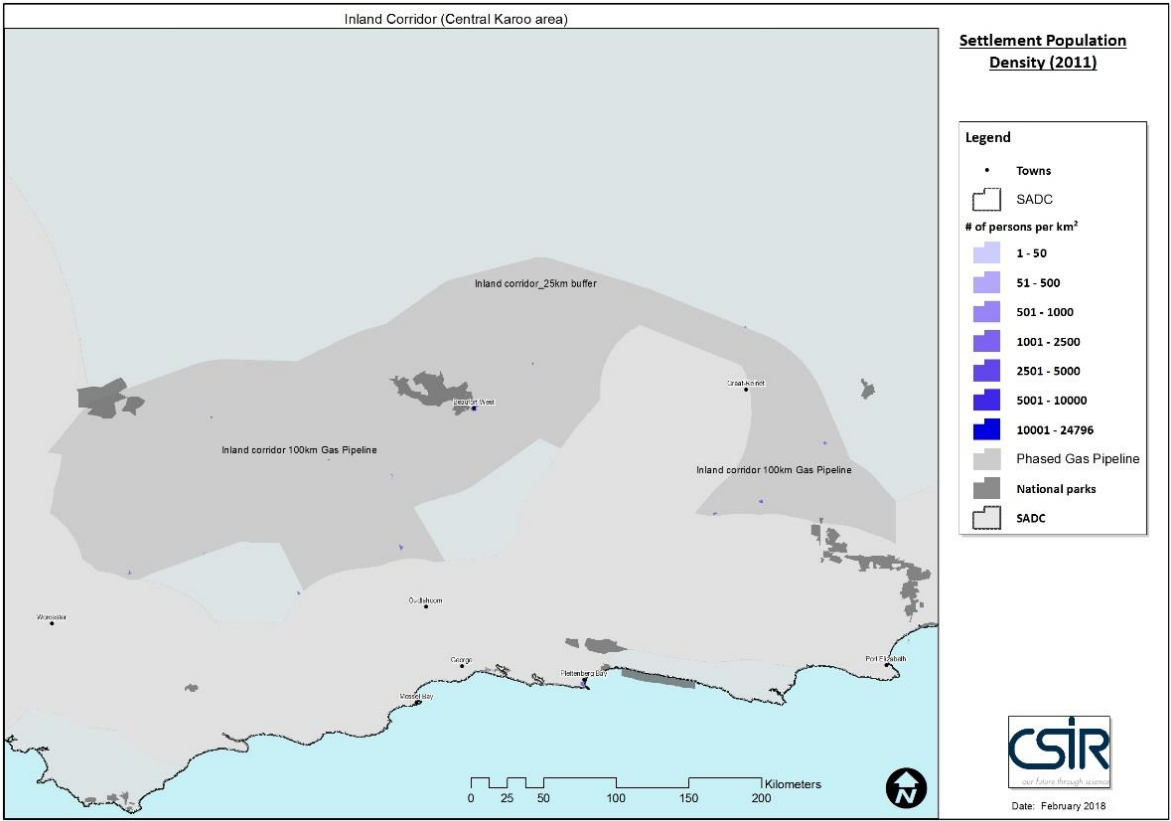 Inland Corridor (Central Karoo area)
Settlement Population
Density (2011)
Legend
Towns
SADC
# of persons per km²
1 - 50
51 - 500
501 - 1000
1001 - 2500
2501 - 5000
5001 - 10000
10001 - 24796
Phased Gas Pipeline
National parks
SADC
Inland corridor_25km buffer
Graaf-Reinet
Beaufort West
Inland corridor 100km Gas Pipeline
Inland corridor 100km Gas Pipeline
Oudtshoorn
Worcester
George
Port Elizabeth
Plettenberg Bay
Mossel Bay
Kilometers
0 25 50 100 150 200
N
CSIR
our future through science
Date: February 2018